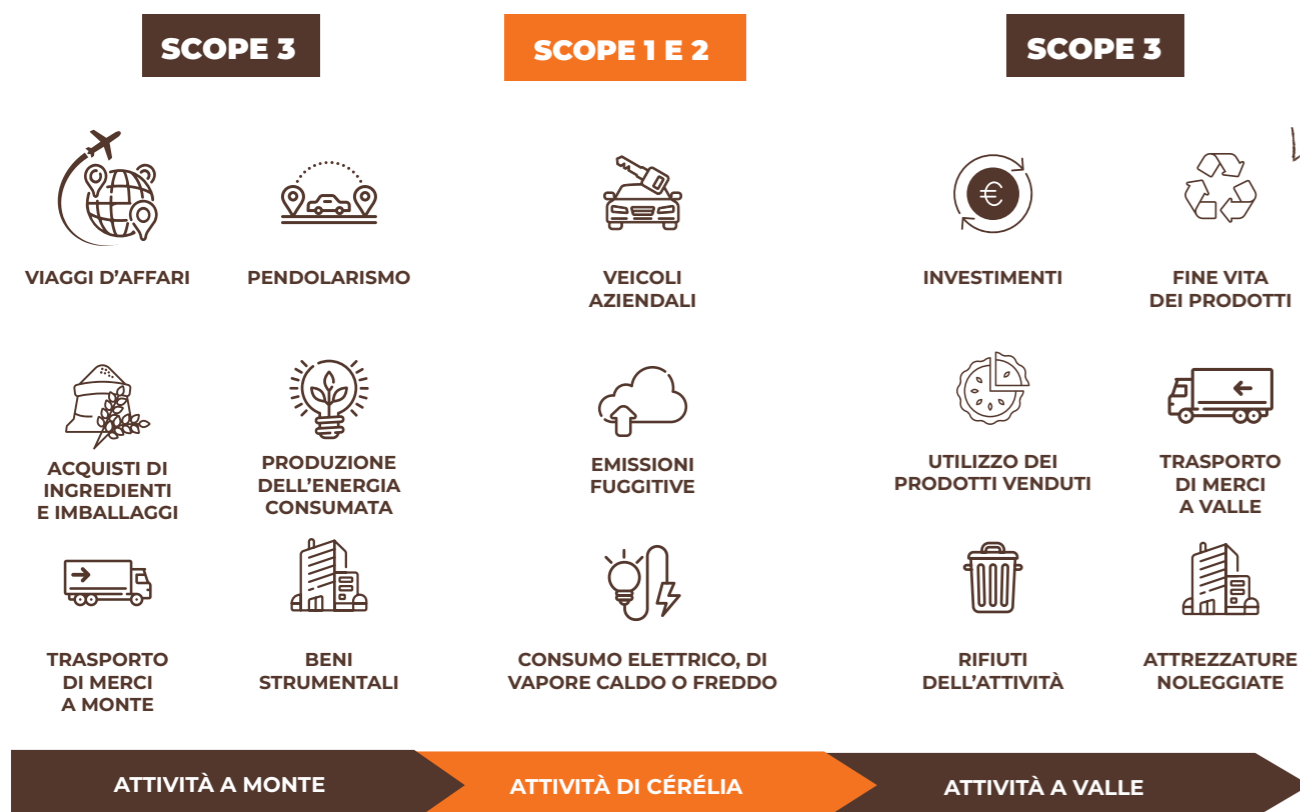 SCOPE 3
SCOPE 1 E 2
SCOPE 3
VIAGGI D'AFFARI
PENDOLARISMO
VEICOLI
AZIENDALI
INVESTIMENTI
FINE VITA
DEI PRODOTTI
ACQUISTI DI
INGREDIENTI
E IMBALLAGGI
PRODUZIONE
DELL'ENERGIA
CONSUMATA
EMISSIONI
FUGGITIVE
UTILIZZO DEI
PRODOTTI VENDUTI
TRASPORTO
DI MERCI
A VALLE
TRASPORTO
DI MERCI
A MONTE
BENI
STRUMENTALI
CONSUMO ELETTRICO, DI
VAPORE CALDO O FREDDO
RIFIUTI
DELL'ATTIVITÀ
ATTREZZATURE
NOLEGGIATE
ATTIVITÀ A MONTE
ATTIVITÀ DI CÉRÉLIA
ATTIVITÀ A VALLE